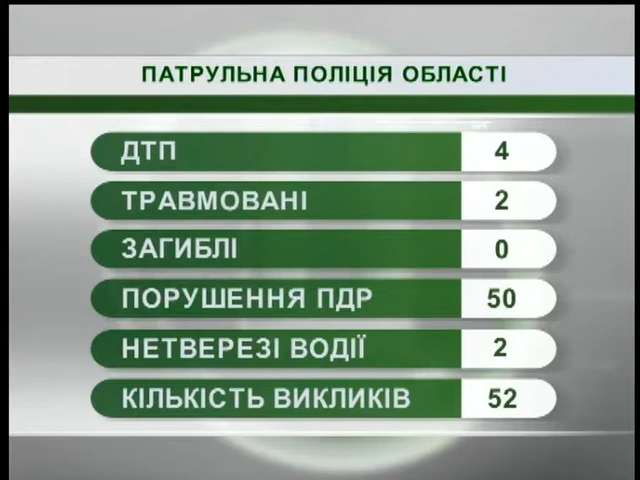 ПАТРУЛЬНА ПОЛІЦІЯ ОБЛАСТІ
ДТП 4
ТРАВМОВАНІ 2
ЗАГИБЛІ 0
ПОРУШЕННЯ ПДР 50
НЕТВЕРЕЗІ ВОДІЇ 2
КІЛЬКІСТЬ ВИКЛИКІВ 52